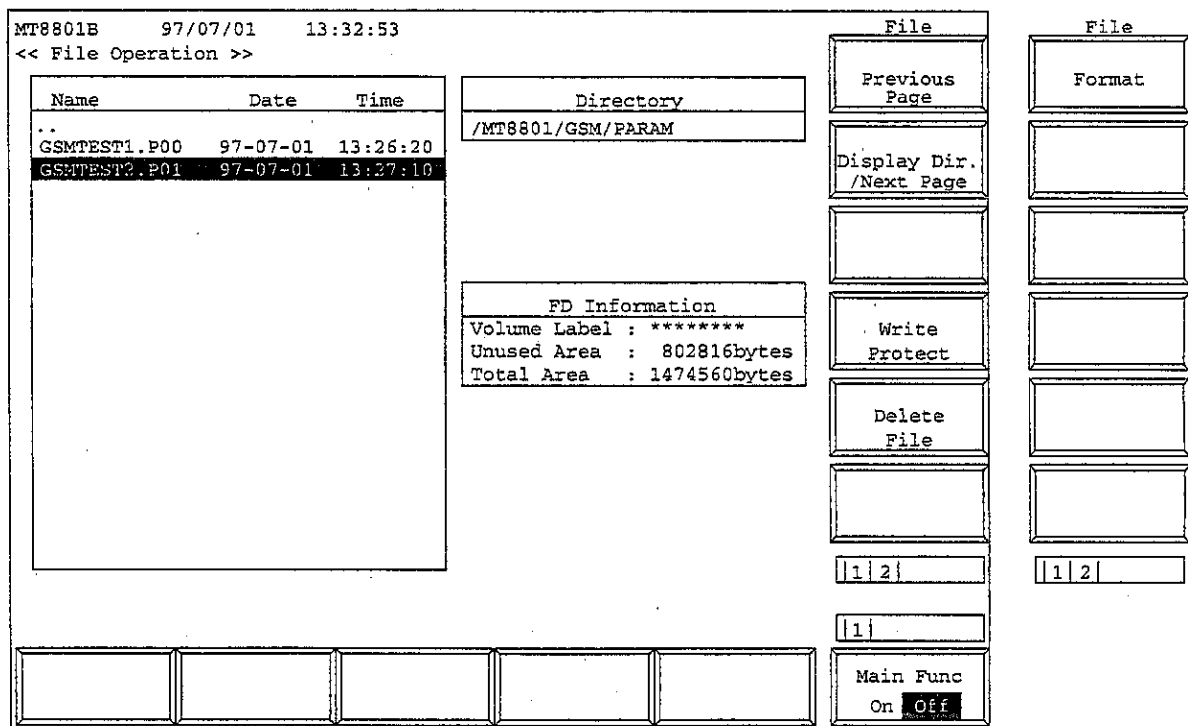 MT8801B 97/07/01 13:32:53
<< File Operation >>
Name Date Time
..
GSMTEST1.P00 97-07-01 13:26:20
GSMTEST2.P01 97-07-01 13:27:10
Directory
/MT8801/GSM/PARAM
FD Information
Volume Label : ********
Unused Area : 802816bytes
Total Area : 1474560bytes
File
Previous
Page
Display Dir.
/Next Page
Write
Protect
Delete
File
1 2
1
Main Func
On Off
File
Format
1 2